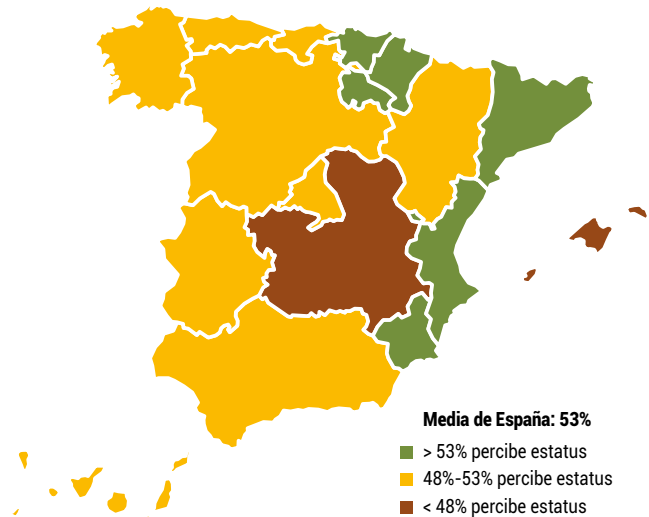 Media de España: 53%
> 53% percibe estatus
48%-53% percibe estatus
< 48% percibe estatus